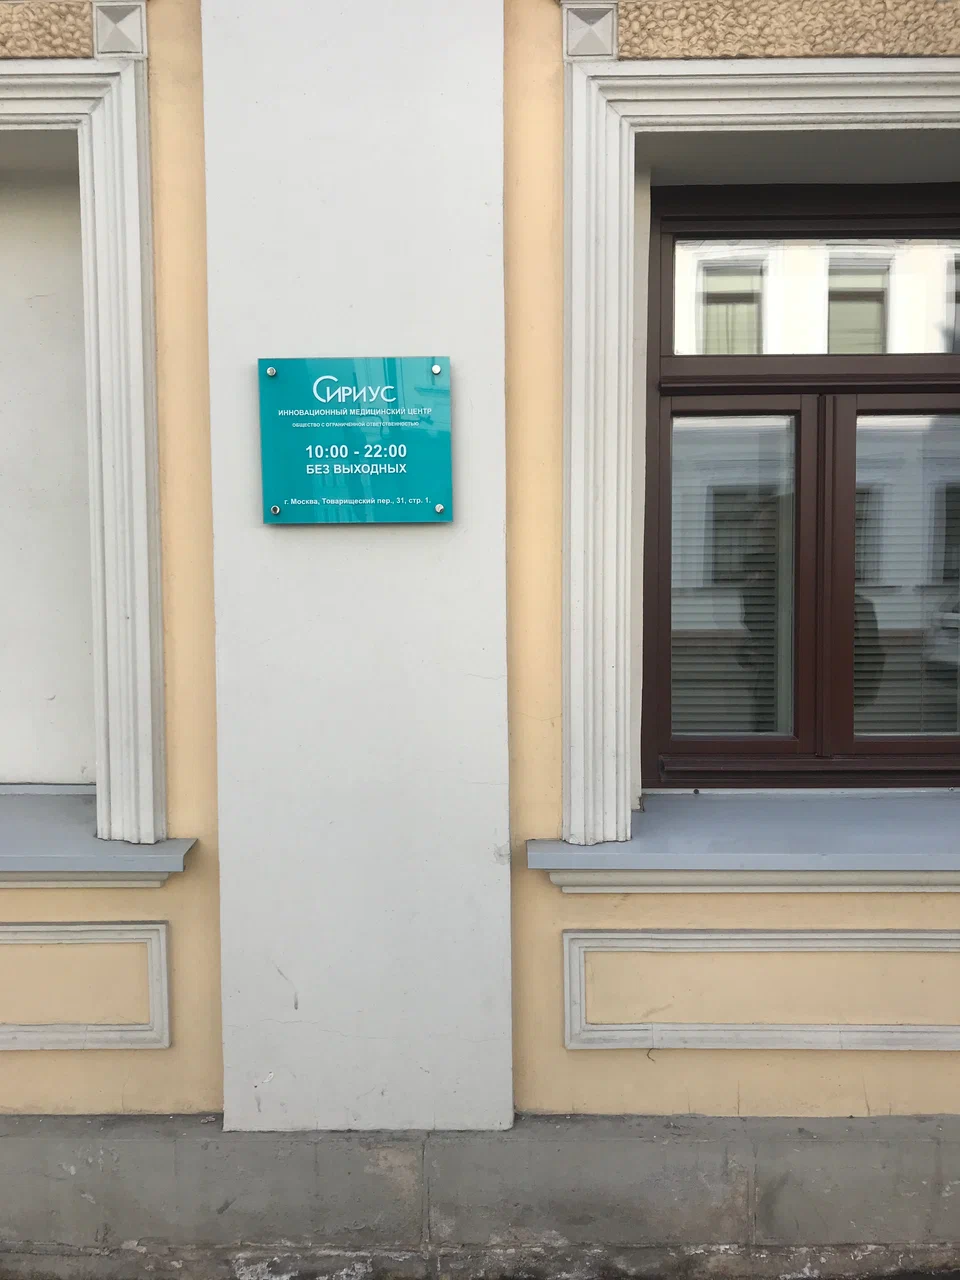 СИРИУС
ИННОВАЦИОННЫЙ МЕДИЦИНСКИЙ ЦЕНТР
ОБЩЕСТВО С ОГРАНИЧЕННОЙ ОТВЕТСТВЕННОСТЬЮ
10:00 - 22:00
БЕЗ ВЫХОДНЫХ
г. Москва, Товарищеский пер., 31, стр. 1.